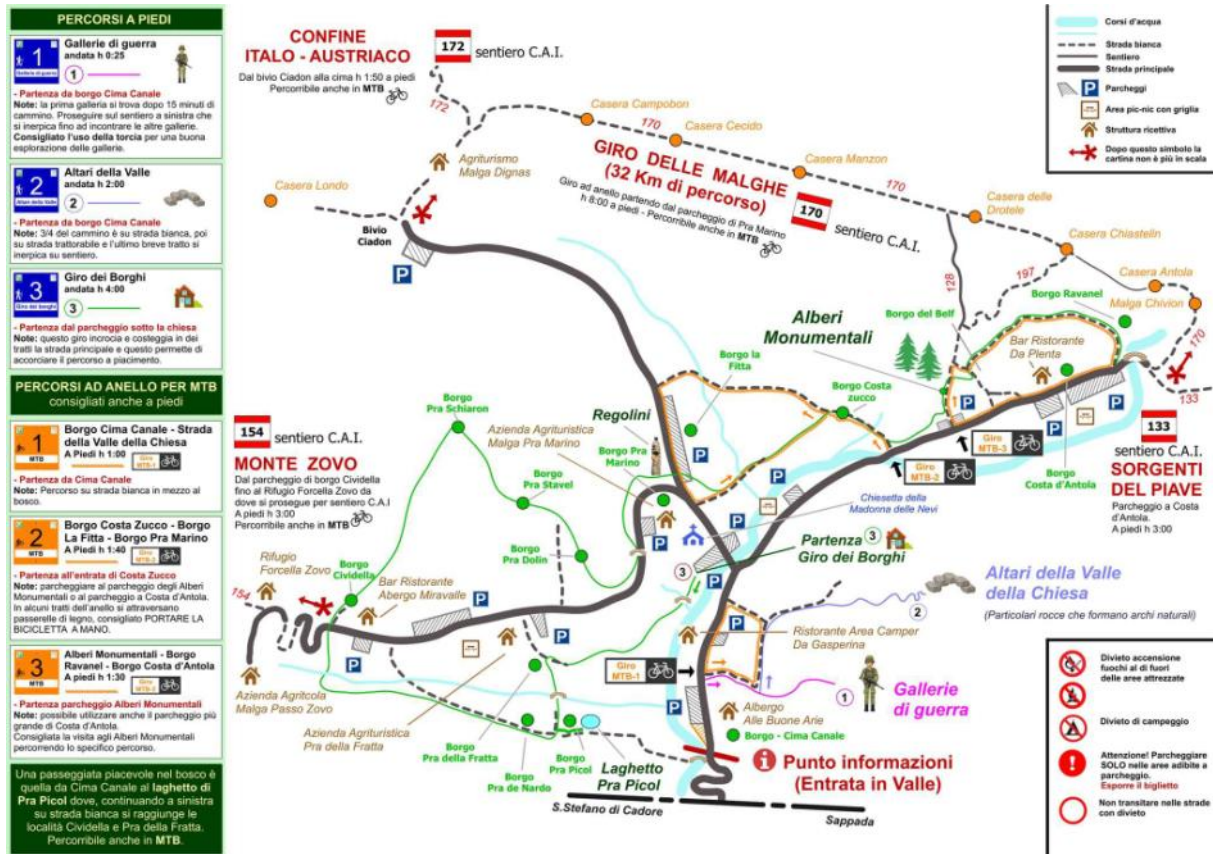 PERCORSI A PIEDI
1
Gallerie di guerra
Gallerie di guerra
andata h 0:25
1
- Partenza da borgo Cima Canale
Note: la prima galleria si trova dopo 15 minuti di
cammino. Proseguire sul sentiero a sinistra che
si inerpica fino ad incontrare le altre gallerie.
Consigliato l'uso della torcia per una buona
esplorazione delle gallerie.
2
Altari della Valle
Altari della Valle
andata h 2:00
2
- Partenza da borgo Cima Canale
Note: 3/4 del cammino è su strada bianca, poi
su strada trattorabile e l'ultimo breve tratto si
inerpica su sentiero.
3
Giro dei borghi
Giro dei Borghi
andata h 4:00
3
- Partenza dal parcheggio sotto la chiesa
Note: questo giro incrocia e costeggia in dei
tratti la strada principale e questo permette di
accorciare il percorso a piacimento.
PERCORSI AD ANELLO PER MTB
consigliati anche a piedi
1
MTB
Borgo Cima Canale - Strada
della Valle della Chiesa
A Piedi h 1:00
Giro
MTB-1
- Partenza da Cima Canale
Note: Percorso su strada bianca in mezzo al
bosco.
2
MTB
Borgo Costa Zucco - Borgo
La Fitta - Borgo Pra Marino
A Piedi h 1:40
Giro
MTB-2
- Partenza all'entrata di Costa Zucco
Note: parcheggiare al parcheggio degli Alberi
Monumentali o al parcheggio a Costa d'Antola.
In alcuni tratti dell'anello si attraversano
passerelle di legno, consigliato PORTARE LA
BICICLETTA A MANO.
3
MTB
Alberi Monumentali - Borgo
Ravanel - Borgo Costa d'Antola
A piedi h 1:30
Giro
- Partenza parcheggio Alberi Monumentali
Note: possibile utilizzare anche il parcheggio più
grande di Costa d'Antola.
Consigliata la visita agli Alberi Monumentali
percorrendo lo specifico percorso.
Una passeggiata piacevole nel bosco è
quella da Cima Canale al laghetto di
Pra Picol dove, continuando a sinistra
su strada bianca si raggiunge le
località Cividella e Pra della Fratta.
Percorribile anche in MTB.
CONFINE
ITALO - AUSTRIACO
Dal bivio Ciadon alla cima h 1:50 a piedi
Percorribile anche in MTB
172 sentiero C.A.I.
172
Agriturismo
Malga Dignas
Casera Londo
Bivio
Ciadon
P
Casera Campobon
170
Casera Cecido
Casera Manzon
170
Casera delle
Drotele
Casera Chiastelin
Casera Antola
Malga Chivion
170
133
197
128
GIRO DELLE MALGHE
(32 Km di percorso)
Giro ad anello partendo dal parcheggio di Pra Marino
h 8:00 a piedi - Percorribile anche in MTB
170 sentiero C.A.I.
Alberi
Monumentali
Borgo del Belf
Borgo Ravanel
Bar Ristorante
Da Plenta
P
P
Borgo la
Fitta
Borgo Costa
zucco
Regolini
Azienda Agrituristica
Malga Pra Marino
Borgo Pra
Marino
P
P
Giro
MTB-3
Giro
MTB-2
Borgo
Costa d'Antola
133
sentiero C.A.I.
SORGENTI
DEL PIAVE
Parcheggio a Costa
d'Antola.
A piedi h 3:00
154 sentiero C.A.I.
MONTE ZOVO
Dal parcheggio di borgo Cividella
fino al Rifugio Forcella Zovo da
dove si prosegue per sentiero C.A.I
A piedi h 3:00
Percorribile anche in MTB
Borgo
Pra Schiaron
Borgo
Pra Stavel
Borgo
Pra Dolin
Chiesetta della
Madonna delle Nevi
P
P
3
3
Partenza
Giro dei Borghi
Altari della Valle
della Chiesa
(Particolari rocce che formano archi naturali)
2
Rifugio
Forcella Zovo
154
Borgo
Cividella
Bar Ristorante
Abergo Miravalle
P
P
P
Azienda Agritcola
Malga Passo Zovo
Azienda Agrituristica
Pra della Fratta
Borgo
Pra della Fratta
Borgo
Pra de Nardo
Borgo
Pra Picol
Laghetto
Pra Picol
Ristorante Area Camper
Da Gasperina
P
Giro
MTB-1
1
Gallerie
di guerra
P
Albergo
Alle Buone Arie
Borgo - Cima Canale
i Punto informazioni
(Entrata in Valle)
S.Stefano di Cadore
Sappada
Corsi d'acqua
Strada bianca
Sentiero
Strada principale
P Parcheggi
Area pic-nic con griglia
Struttura ricettiva
Dopo questo simbolo la
cartina non è più in scala
Divieto accensione
fuochi al di fuori
delle aree attrezzate
Divieto di campeggio
! Attenzione! Parcheggiare
SOLO nelle aree adibite a
parcheggio.
Esporre il biglietto
Non transitare nelle strade
con divieto